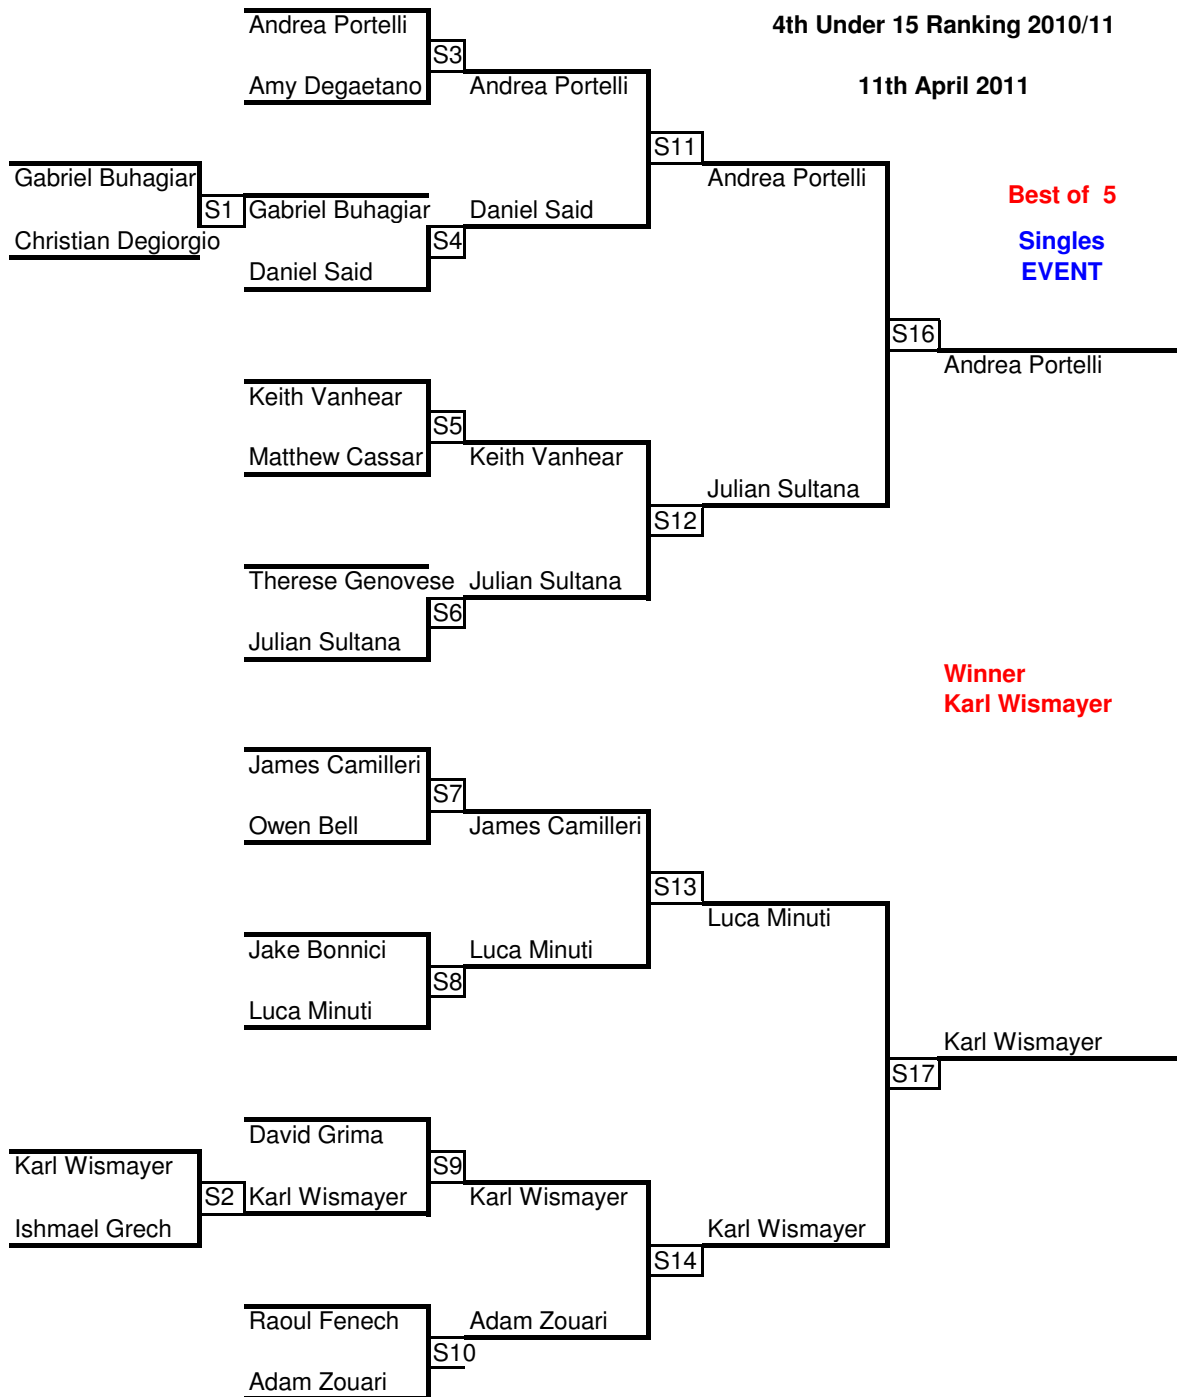 Andrea Portelli
4th Under 15 Ranking 2010/11
S3
Amy Degaetano
Andrea Portelli
11th April 2011
S11
Gabriel Buhagiar
Andrea Portelli
Best of 5
S1
Gabriel Buhagiar
Daniel Said
Christian Degiorgio
S4
Singles
Daniel Said
EVENT
S16
Andrea Portelli
Keith Vanhear
S5
Matthew Cassar
Keith Vanhear
Julian Sultana
S12
Therese Genovese
Julian Sultana
S6
Julian Sultana
Winner
Karl Wismayer
James Camilleri
S7
Owen Bell
James Camilleri
S13
Luca Minuti
Jake Bonnici
Luca Minuti
S8
Luca Minuti
Karl Wismayer
S17
David Grima
Karl Wismayer
S9
S2
Karl Wismayer
Karl Wismayer
Ishmael Grech
Karl Wismayer
S14
Raoul Fenech
Adam Zouari
S10
Adam Zouari